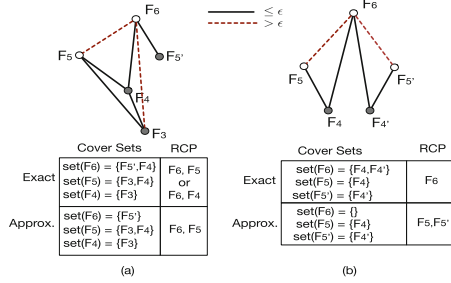 F6
≤ ϵ
> ϵ
F5
F5'
F4
F3
F6
F5
F5'
F4
F4'
Cover Sets RCP
Exact
set(F6) = {F5',F4}
set(F5) = {F3,F4}
set(F4) = {F3}
F6, F5
or
F6, F4
Approx.
set(F6) = {F5'}
set(F5) = {F3,F4}
set(F4) = {F3}
F6, F5
(a)
Cover Sets RCP
Exact
set(F6) = {F4,F4'}
set(F5) = {F4}
set(F5') = {F4'}
F6
Approx.
set(F6) = {}
set(F5) = {F4}
set(F5') = {F4'}
F5,F5'
(b)